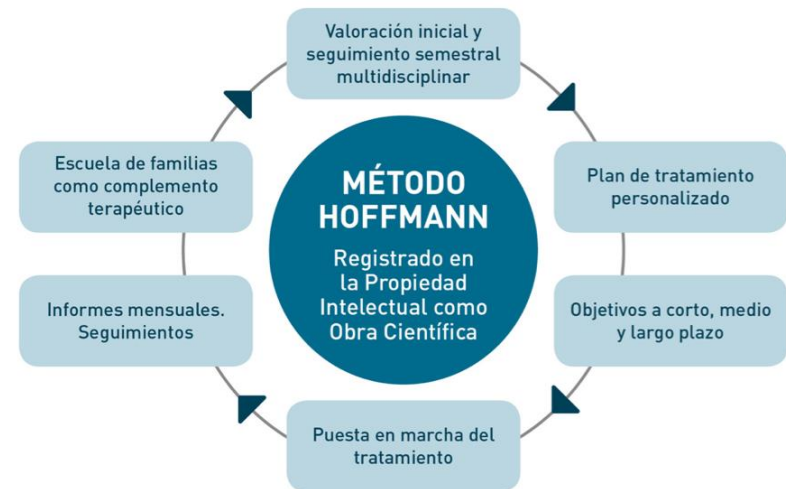 Valoración inicial y
seguimiento semestral
multidisciplinar
Escuela de familias
como complemento
terapéutico
MÉTODO
HOFFMANN
Registrado en
la Propiedad
Intelectual como
Obra Científica
Plan de tratamiento
personalizado
Informes mensuales.
Seguimientos
Objetivos a corto, medio
y largo plazo
Puesta en marcha del
tratamiento